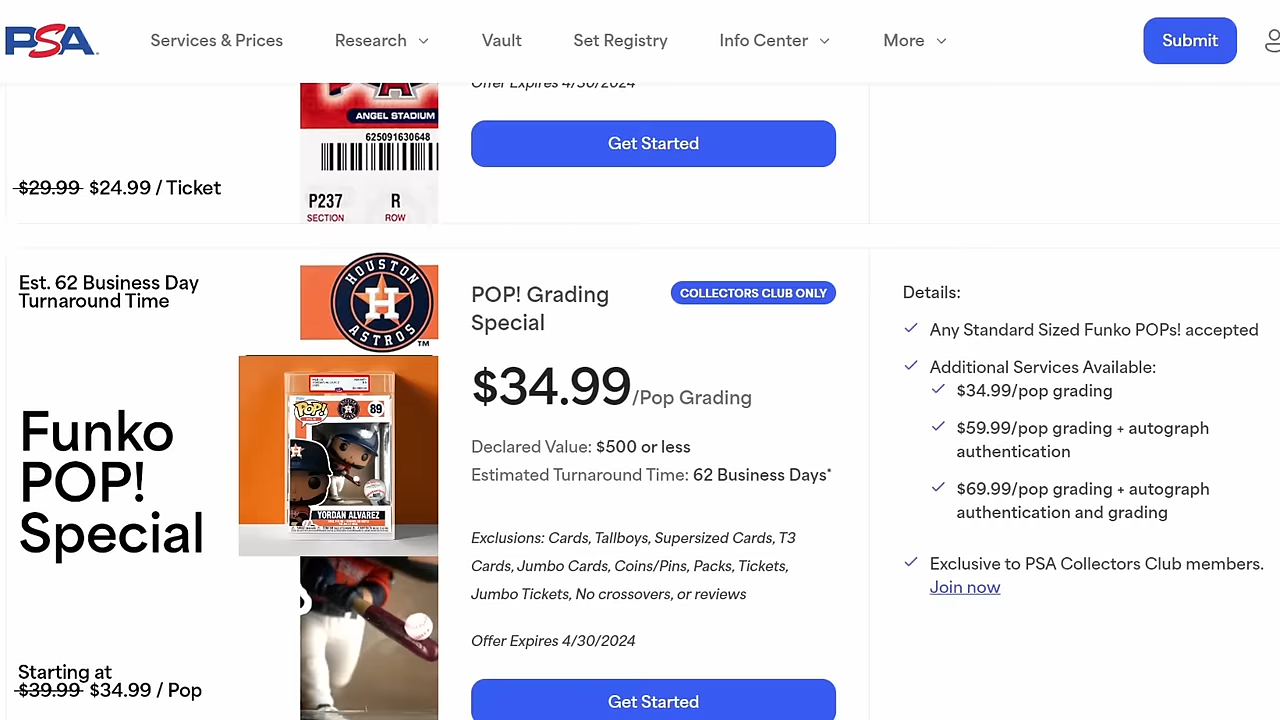 PSA
Services & Prices
Research
Vault
Set Registry
Info Center
More
Submit
Offer Expires 4/30/2024
ANGEL STADIUM
625091630648
Get Started
$29.99 $24.99 / Ticket
P237
R
SECTION
ROW
Est. 62 Business Day
Turnaround Time
HOUSTON
H
ASTROS
TM
Funko
POP!
Special
POP!
89
YORDAN ALVAREZ
Starting at
$39.99 $34.99 / Pop
POP! Grading
Special
COLLECTORS CLUB ONLY
$34.99/Pop Grading
Declared Value: $500 or less
Estimated Turnaround Time: 62 Business Days*
Exclusions: Cards, Tallboys, Supersized Cards, T3
Cards, Jumbo Cards, Coins/Pins, Packs, Tickets,
Jumbo Tickets, No crossovers, or reviews
Offer Expires 4/30/2024
Get Started
Details:
Any Standard Sized Funko POPs! accepted
Additional Services Available:
$34.99/pop grading
$59.99/pop grading + autograph
authentication
$69.99/pop grading + autograph
authentication and grading
Exclusive to PSA Collectors Club members.
Join now